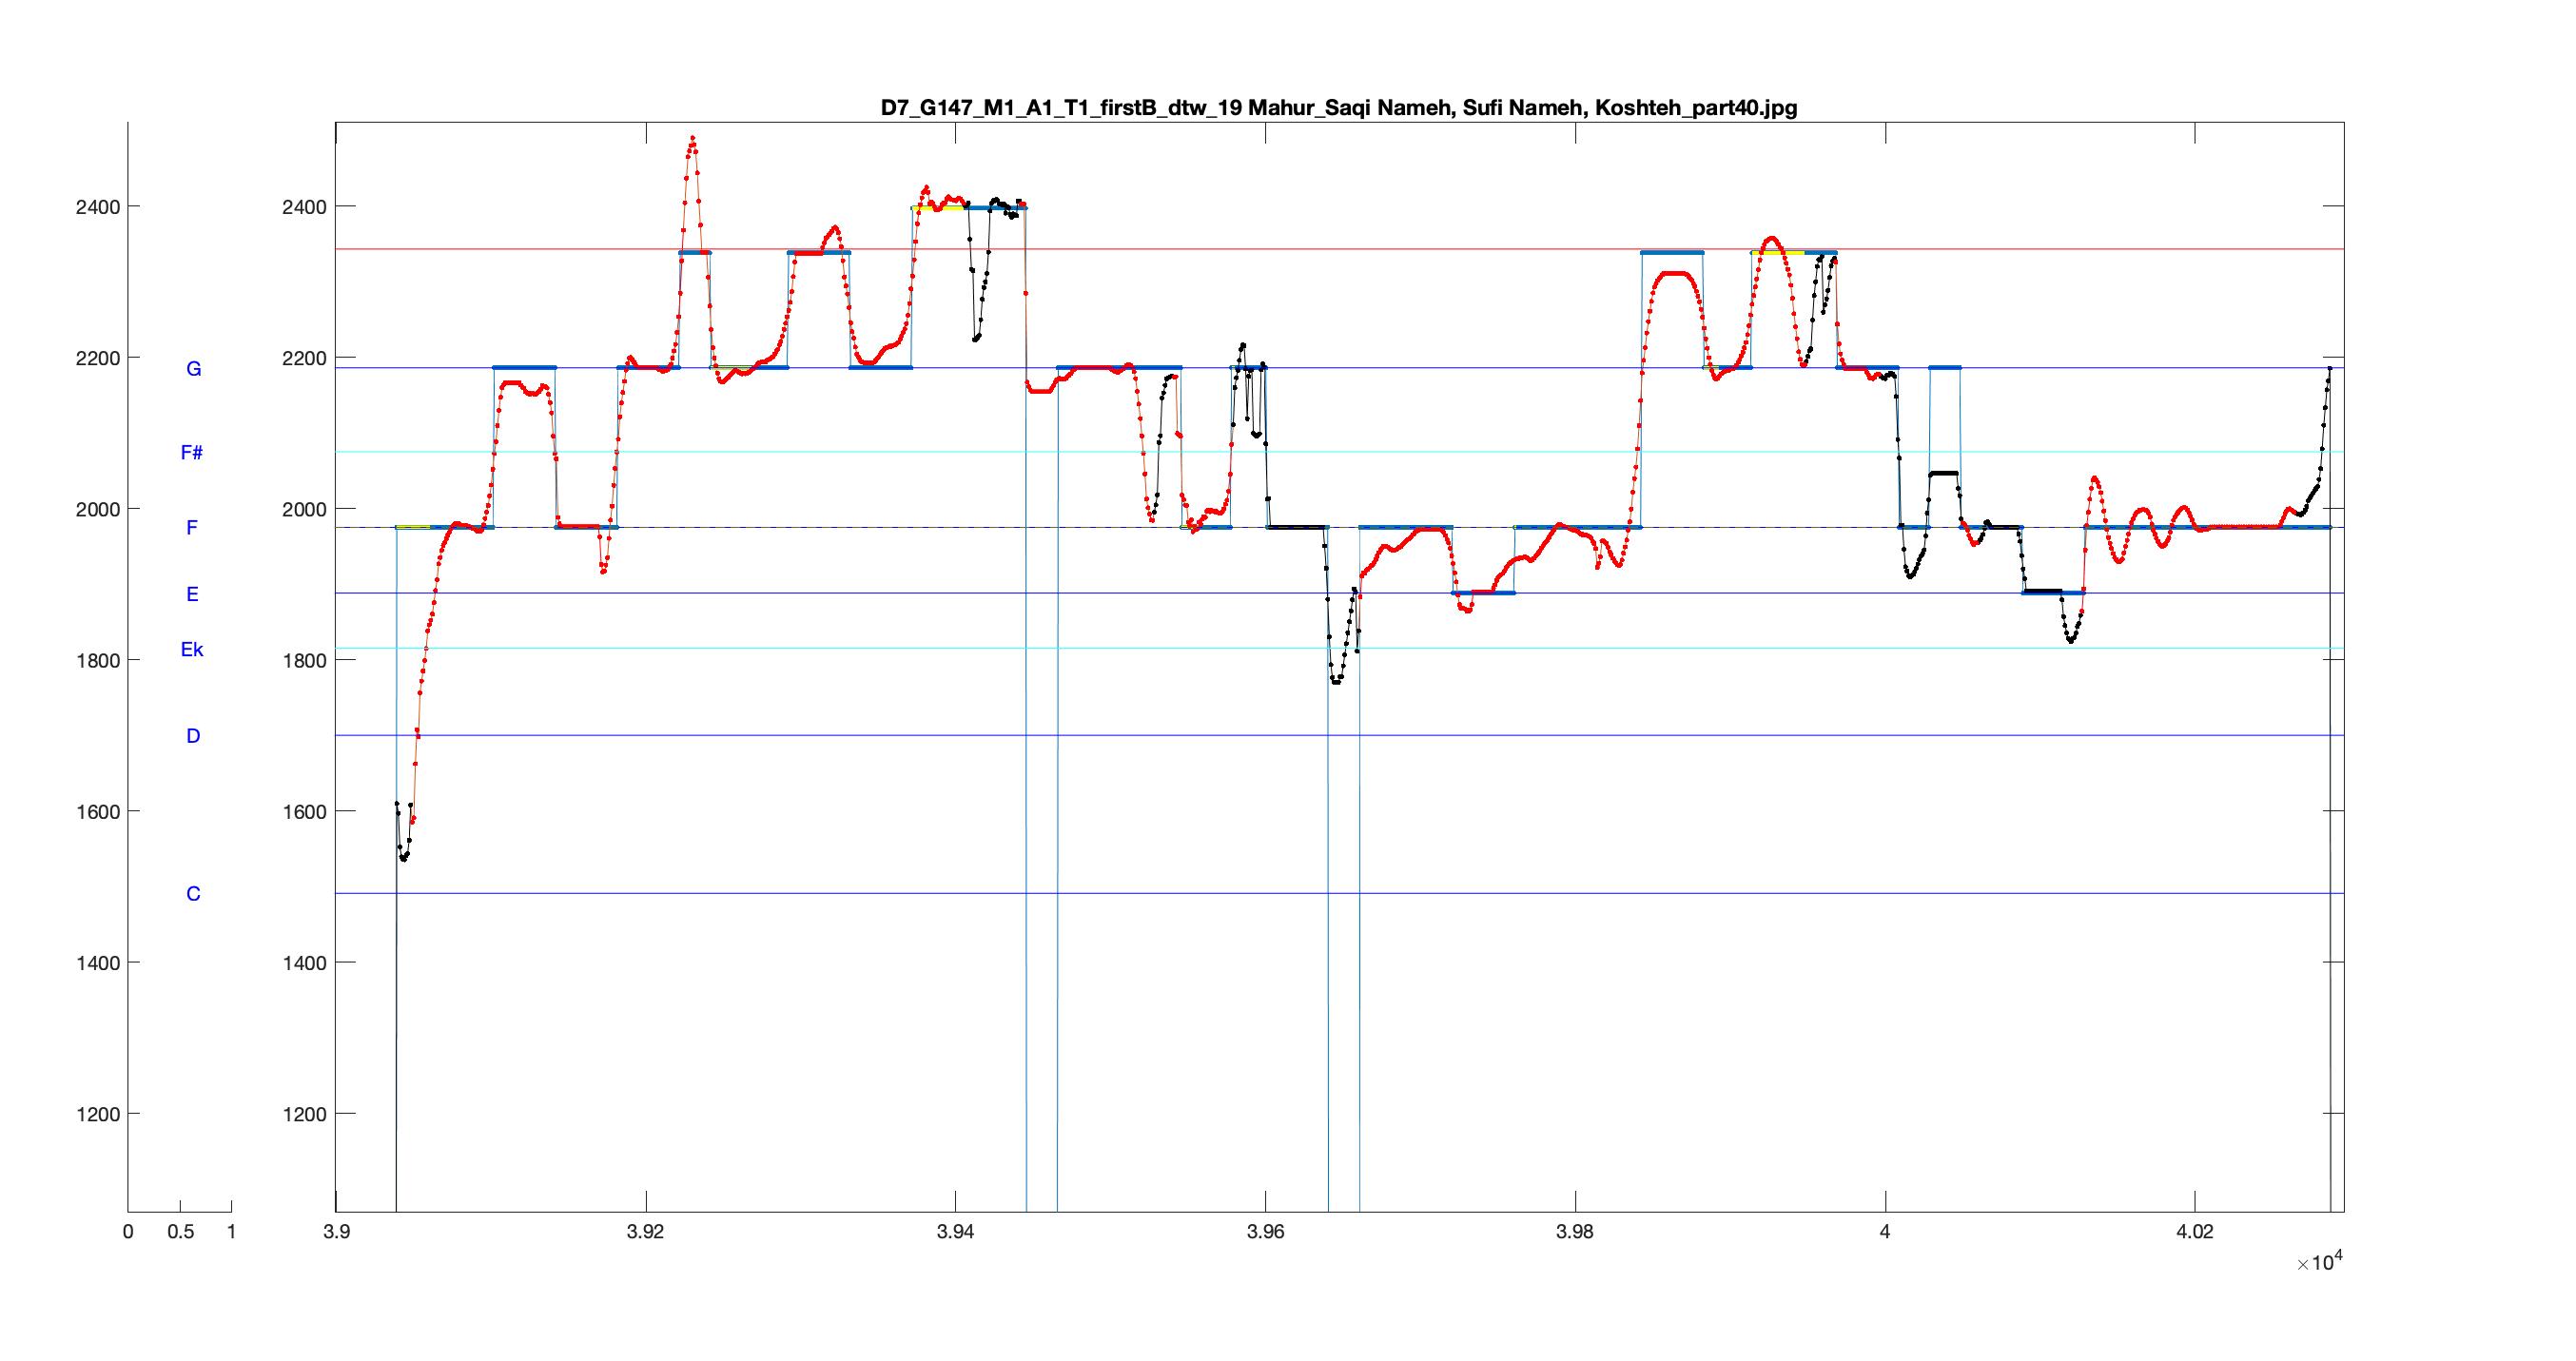 D7_G147_M1_A1_T1_firstB_dtw_19 Mahur_Saqi Nameh, Sufi Nameh, Koshteh_part40.jpg
2400 2400
2200 2200
G
F#
2000 2000
F
E
Ek
1800 1800
D
1600 1600
C
1400 1400
1200 1200
0 0.5 1 3.9 3.92 3.94 3.96 3.98 4 4.02
×10^4